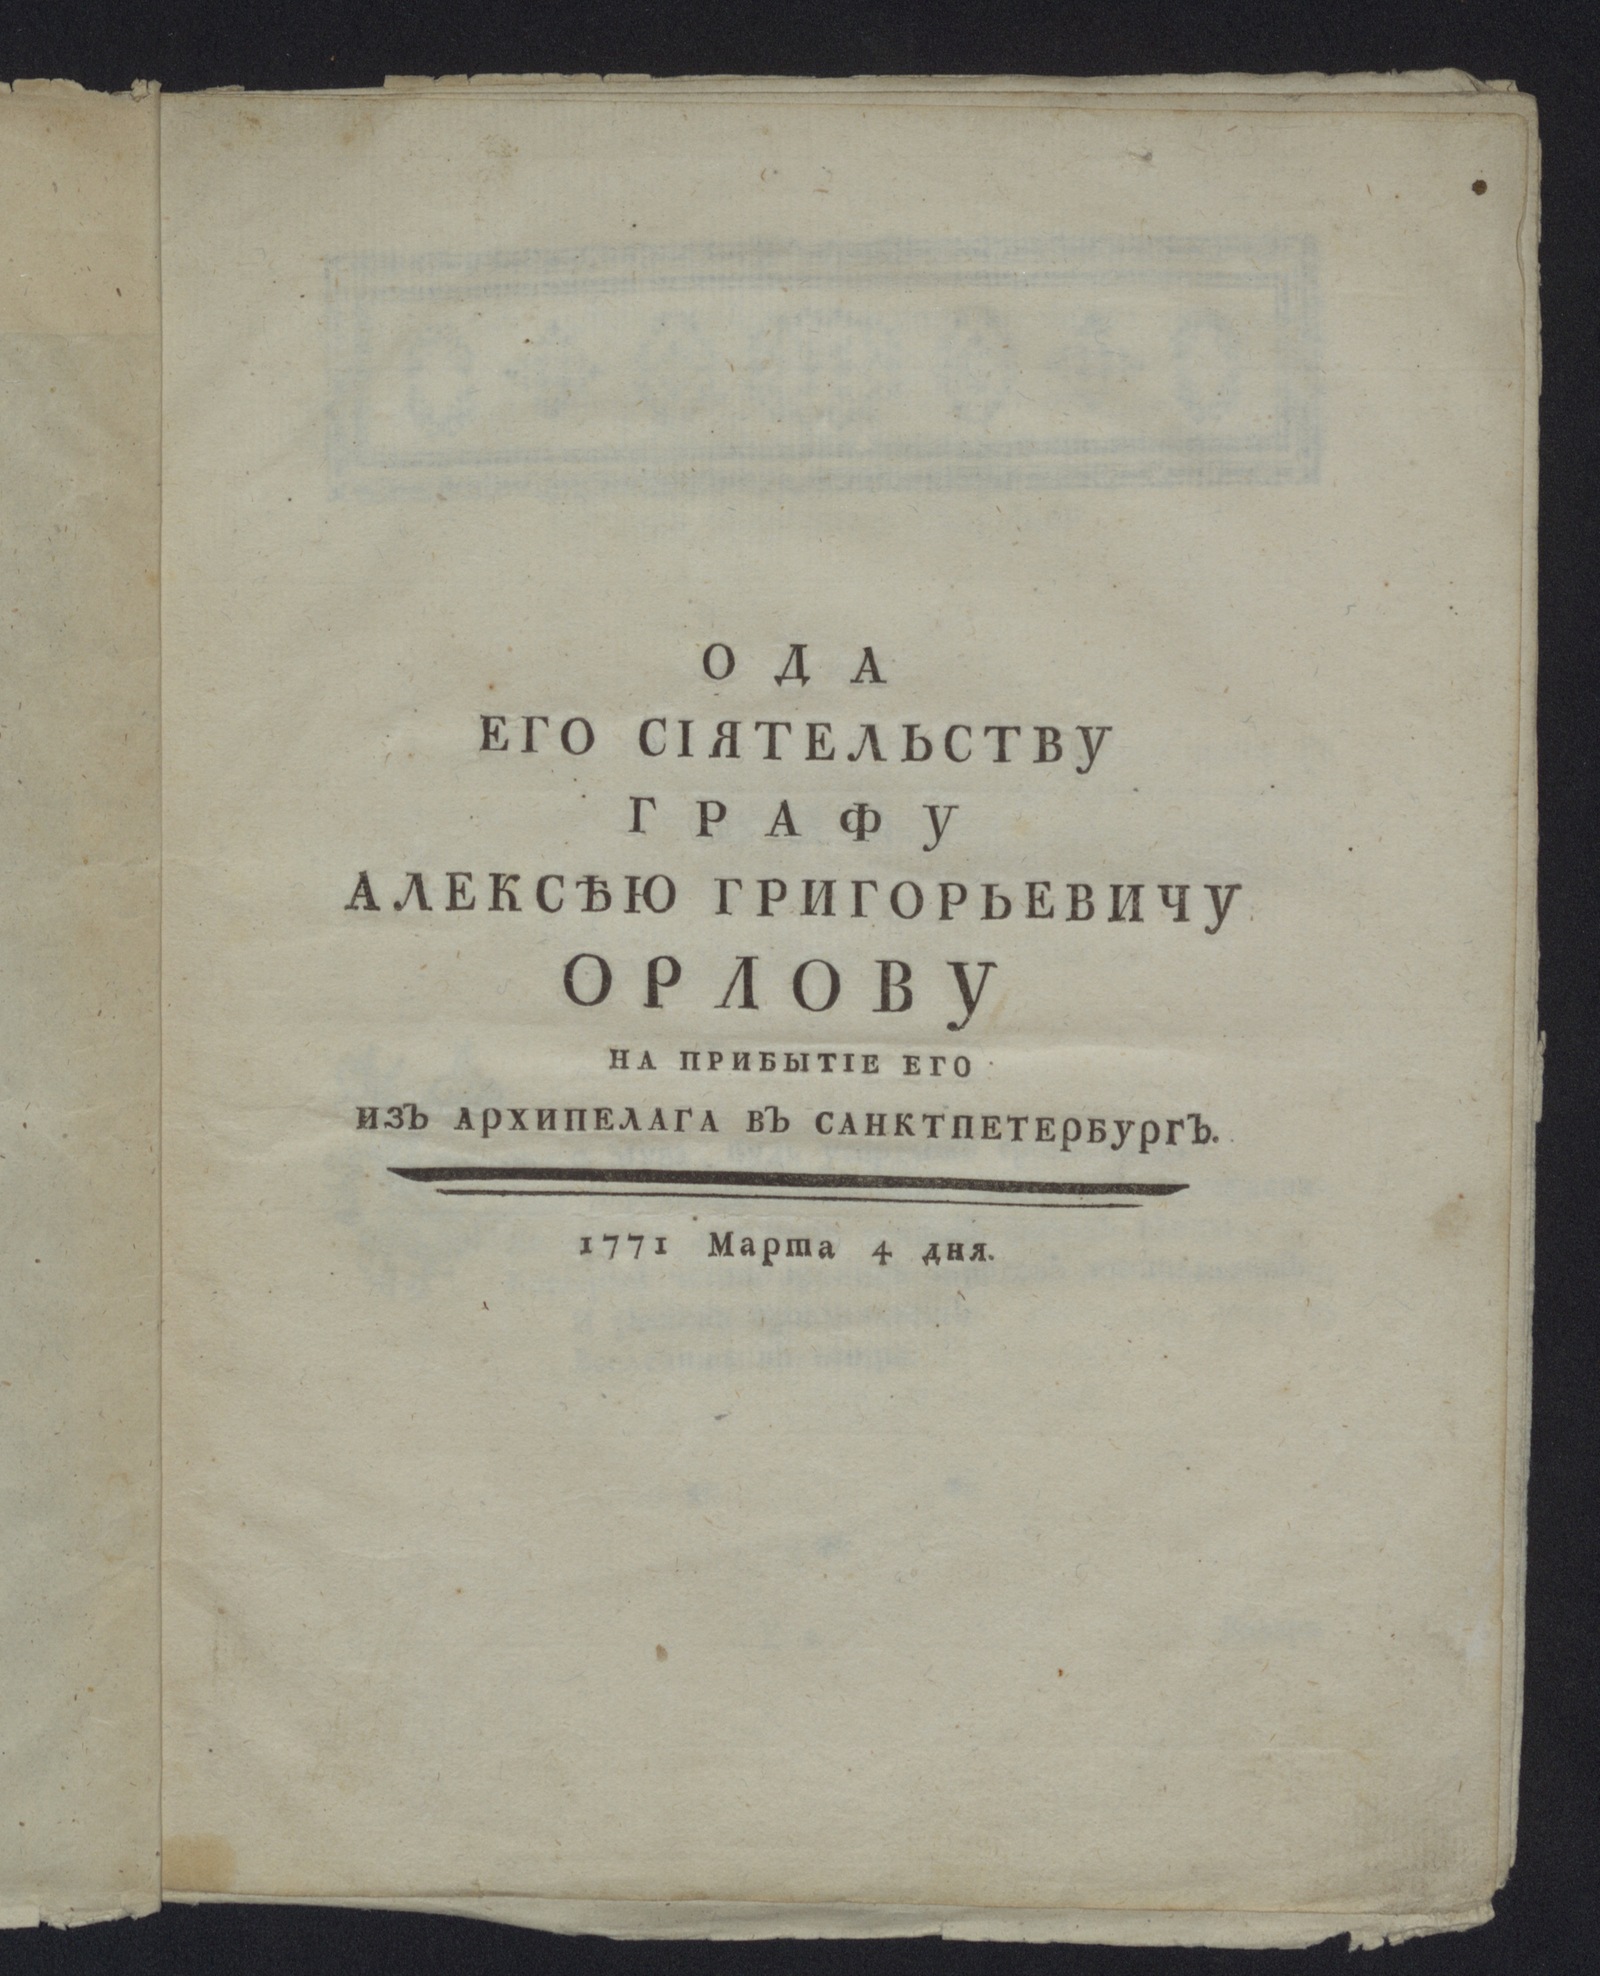 ОДА
ЕГО СІЯТЕЛЬСТВУ
ГРАФУ
АЛЕКСѢЮ ГРИГОРЬЕВИЧУ
ОРЛОВУ
НА ПРИБЫТІЕ ЕГО
ИЗЪ АРХИПЕЛАГА ВЪ САНКТПЕТЕРБУРГЪ.
1771 Марта 4 дня.